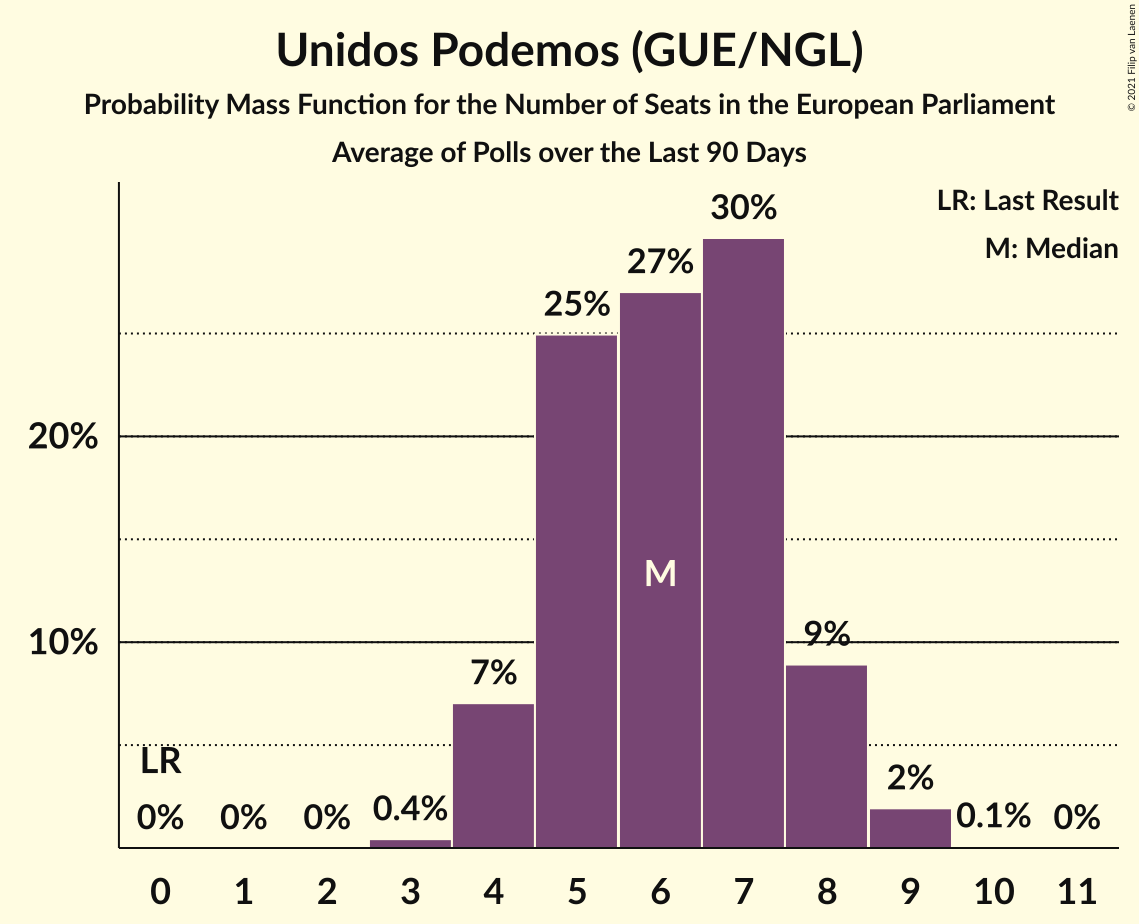 Unidos Podemos (GUE/NGL)
Probability Mass Function for the Number of Seats in the European Parliament
Average of Polls over the Last 90 Days
© 2021 Filip van Laenen
LR: Last Result
M: Median
30%
27%
25%
20%
M
10%
9%
7%
LR
0%
0%
0%
0.4%
2%
0.1%
0%
0 1 2 3 4 5 6 7 8 9 10 11